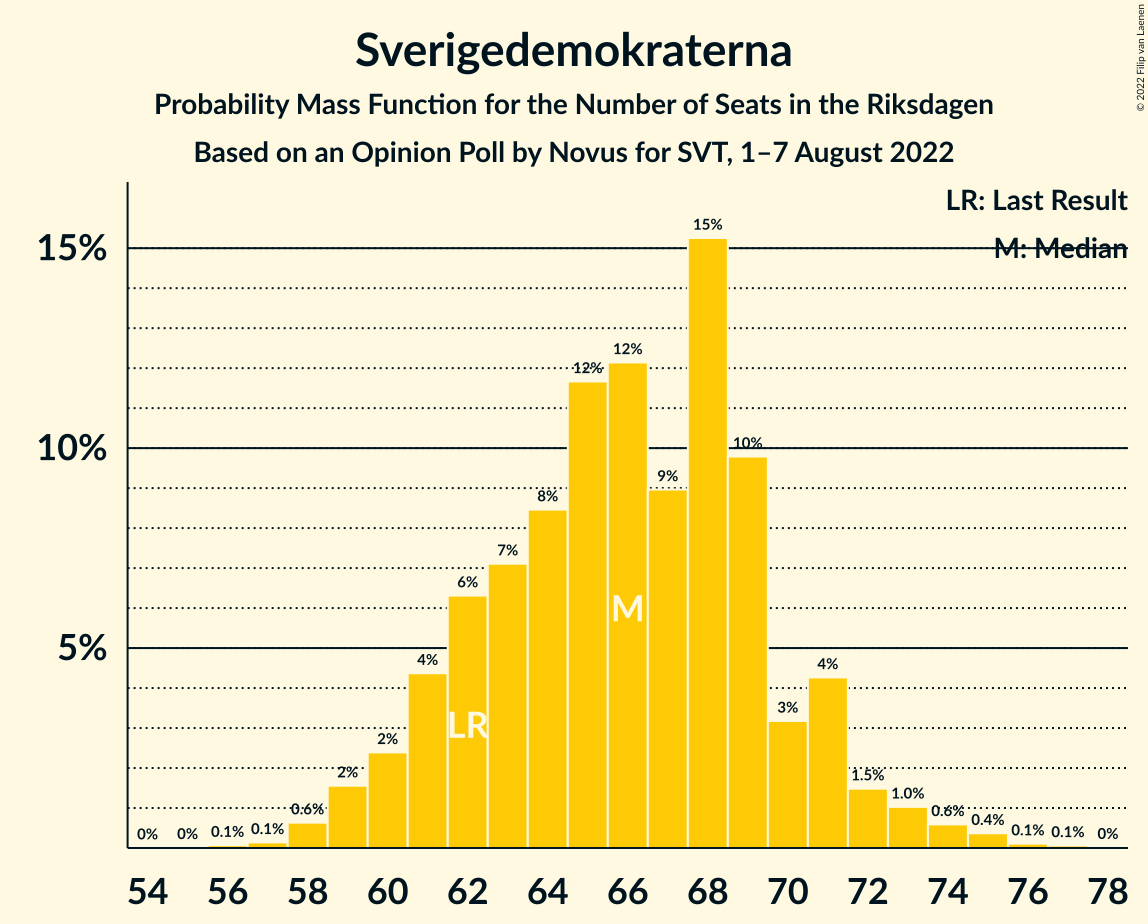 Sverigedemokraterna
Probability Mass Function for the Number of Seats in the Riksdagen
Based on an Opinion Poll by Novus for SVT, 1–7 August 2022
© 2022 Filip van Laenen
LR: Last Result
M: Median
15%
10%
5%
0% 0% 0.1% 0.1% 0.6% 2% 2% 4% 6% 7% 8% 12% 12% 9% 15% 10% 3% 4% 1.5% 1.0% 0.6% 0.4% 0.1% 0.1% 0%
LR
M
54 56 58 60 62 64 66 68 70 72 74 76 78